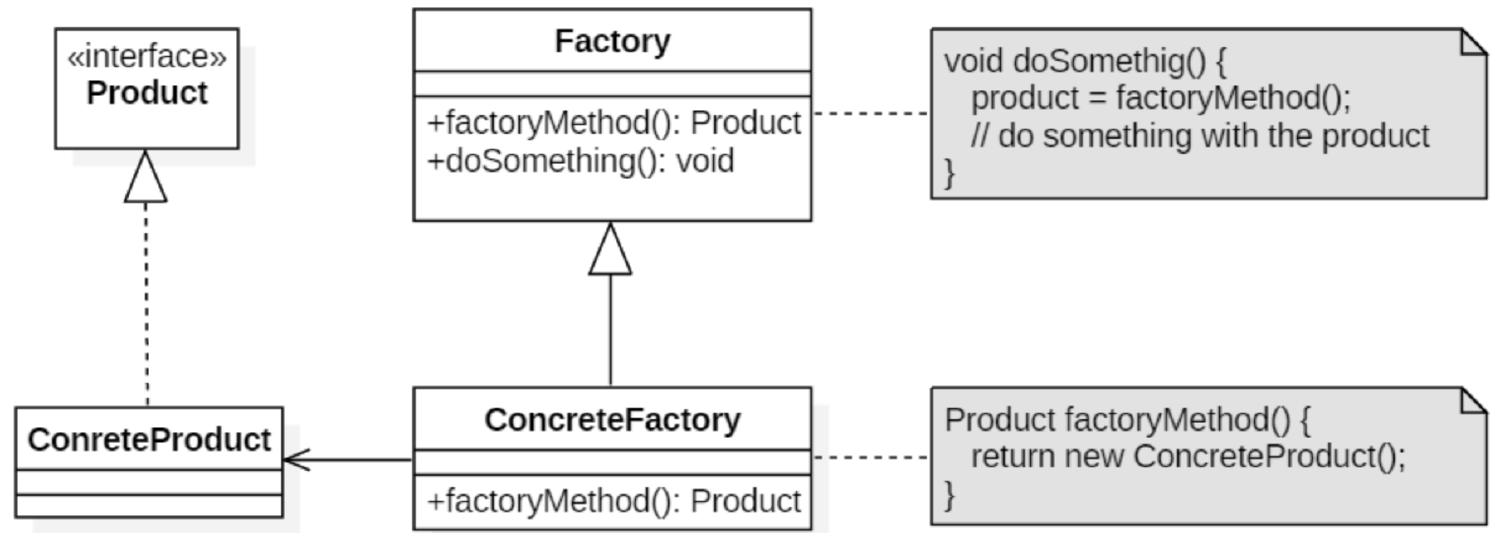 «interface»
Product
Factory
+factoryMethod(): Product
+doSomething(): void
void doSomethig() {
product = factoryMethod();
// do something with the product
}
ConreteProduct
ConcreteFactory
+factoryMethod(): Product
Product factoryMethod() {
return new ConcreteProduct();
}